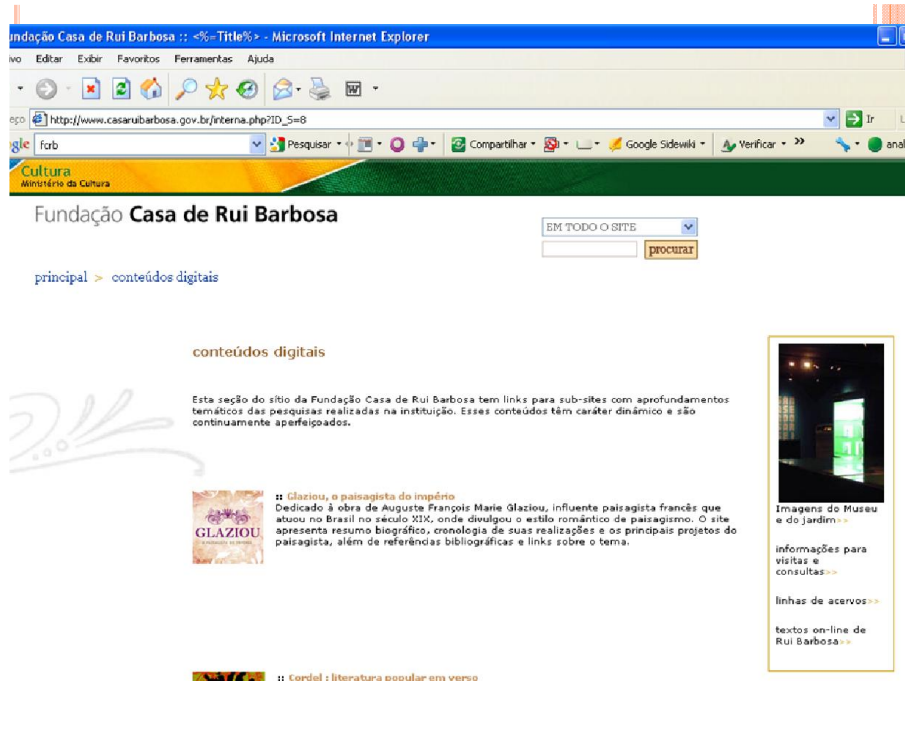 undação Casa de Rui Barbosa :: <%=Title%> - Microsoft Internet Explorer
ivo Editar Exibir Favoritos Ferramentas Ajuda
eço http://www.casaruibarbosa.gov.br/interna.php?ID_S=8 Ir L
gle fcrb Pesquisar Compartilhar Google Sidewiki Verificar » anal
Cultura
Ministério da Cultura
Fundação Casa de Rui Barbosa
EM TODO O SITE
procurar
principal > conteúdos digitais
conteúdos digitais
Esta seção do sítio da Fundação Casa de Rui Barbosa tem links para sub-sites com aprofundamentos
temáticos das pesquisas realizadas na instituição. Esses conteúdos têm caráter dinâmico e são
continuamente aperfeiçoados.
GLAZIOU
:: Glaziou, o paisagista do império
Dedicado à obra de Auguste François Marie Glaziou, influente paisagista francês que
atuou no Brasil no século XIX, onde divulgou o estilo romântico de paisagismo. O site
apresenta resumo biográfico, cronologia de suas realizações e os principais projetos do
paisagista, além de referências bibliográficas e links sobre o tema.
:: Cordel : literatura popular em verso
Imagens do Museu
e do jardim>>
informações para
visitas e
consultas>>
linhas de acervos>>
textos on-line de
Rui Barbosa>>